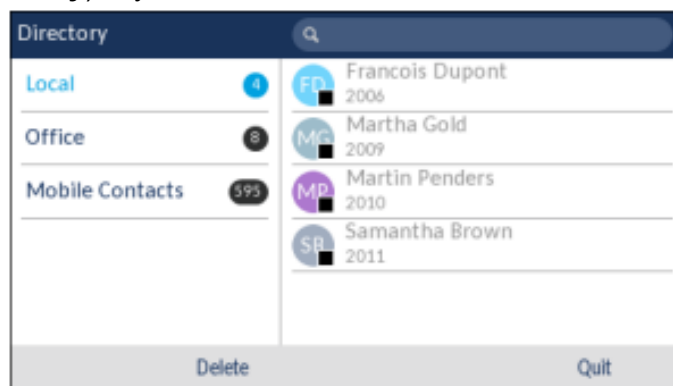 Directory
Local
4
Office
8
Mobile Contacts
595
FD
Francois Dupont
2006
MG
Martha Gold
2009
MP
Martin Penders
2010
SB
Samantha Brown
2011
Delete
Quit